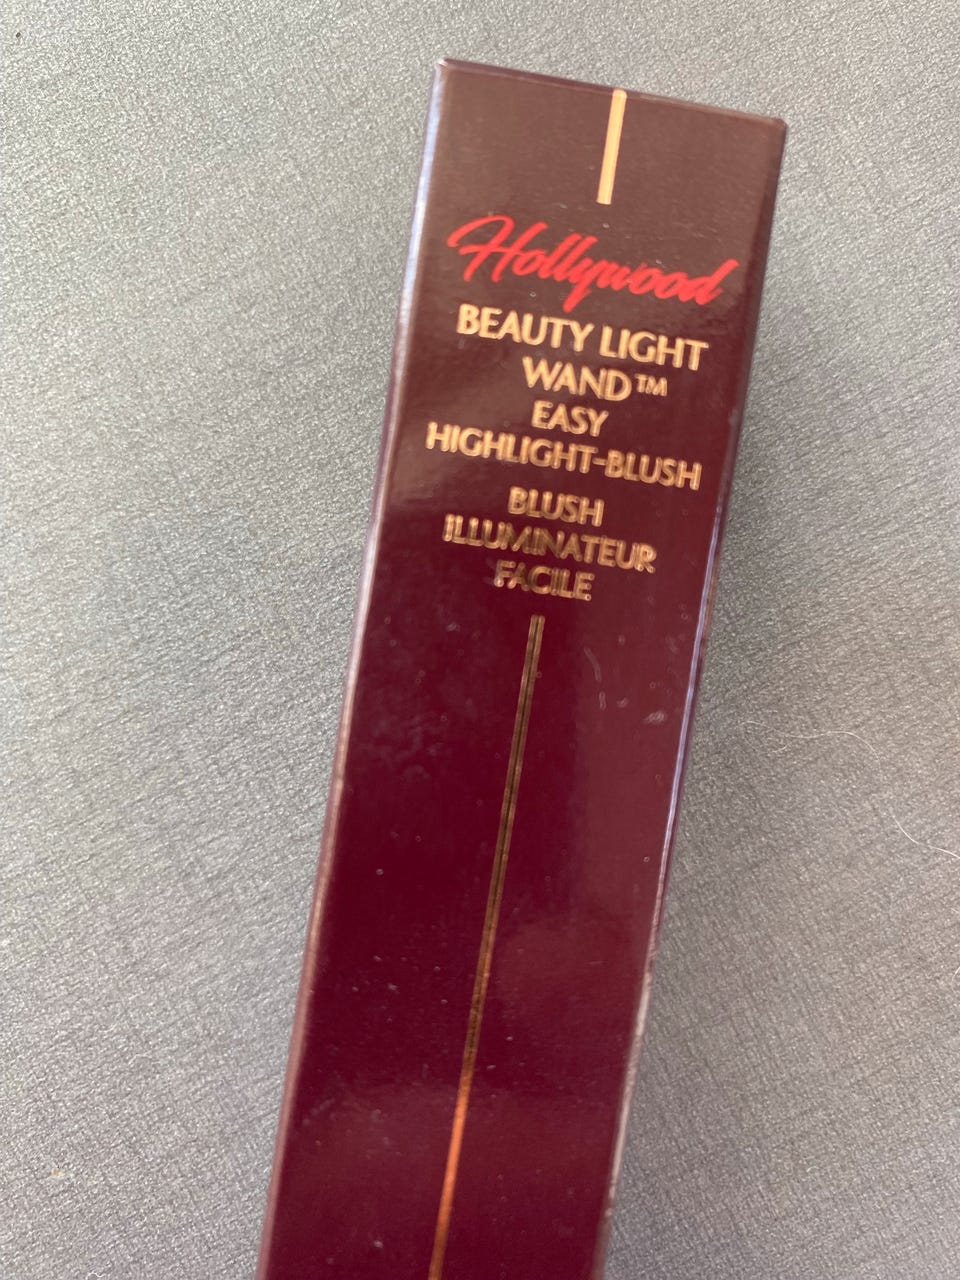 Hollywood
BEAUTY LIGHT
WAND™
EASY
HIGHLIGHT-BLUSH
BLUSH
ILLUMINATEUR
FACILE